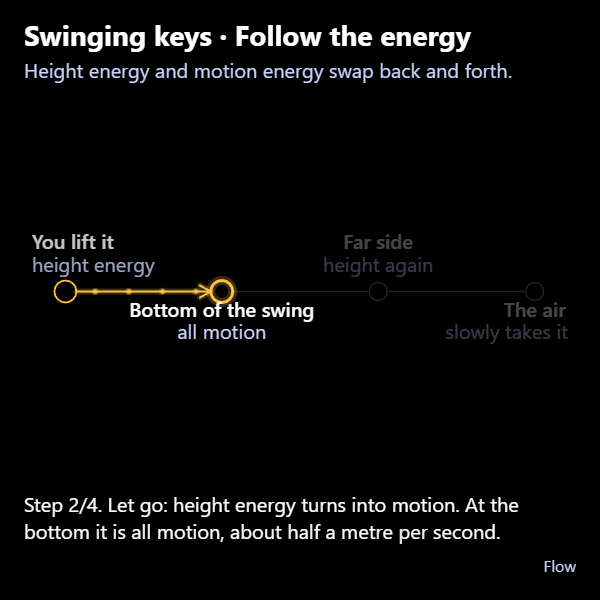 Swinging keys · Follow the energy
Height energy and motion energy swap back and forth.
You lift it
height energy
Far side
height again
Bottom of the swing
all motion
The air
slowly takes it
Step 2/4. Let go: height energy turns into motion. At the
bottom it is all motion, about half a metre per second.
Flow